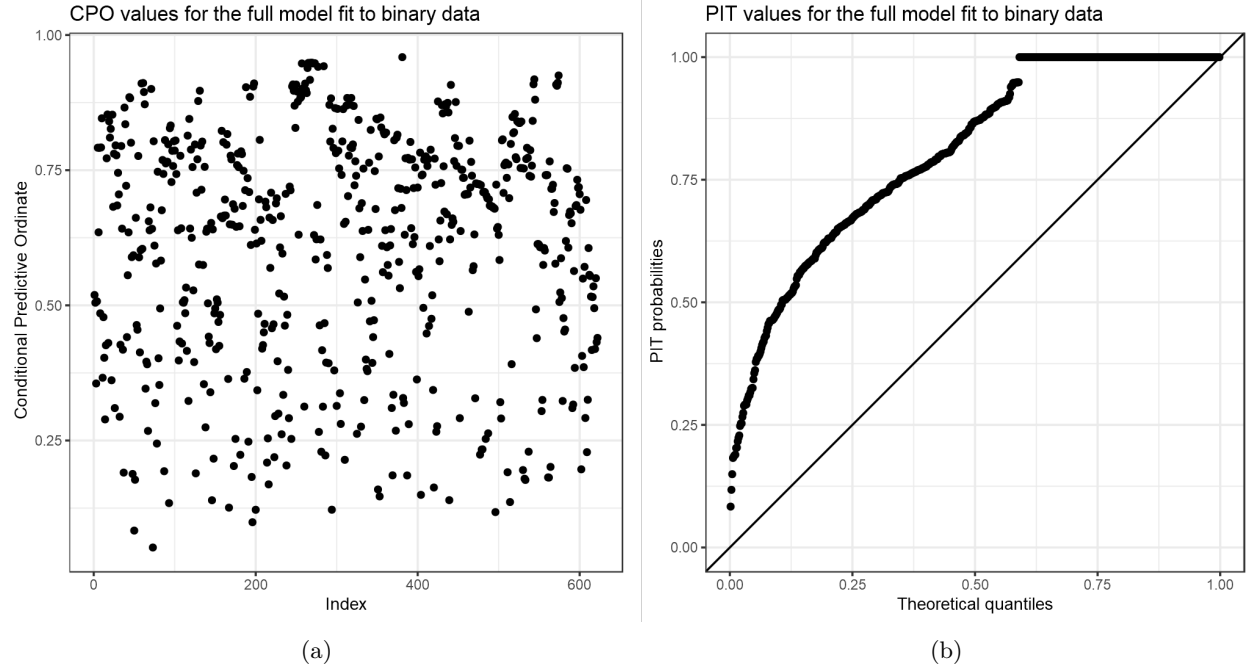 CPO values for the full model fit to binary data
1.00
0.75
0.50
0.25
Conditional Predictive Ordinate
0
200
400
600
Index
(a)
PIT values for the full model fit to binary data
1.00
0.75
0.50
0.25
0.00
PIT probabilities
0.00
0.25
0.50
0.75
1.00
Theoretical quantiles
(b)